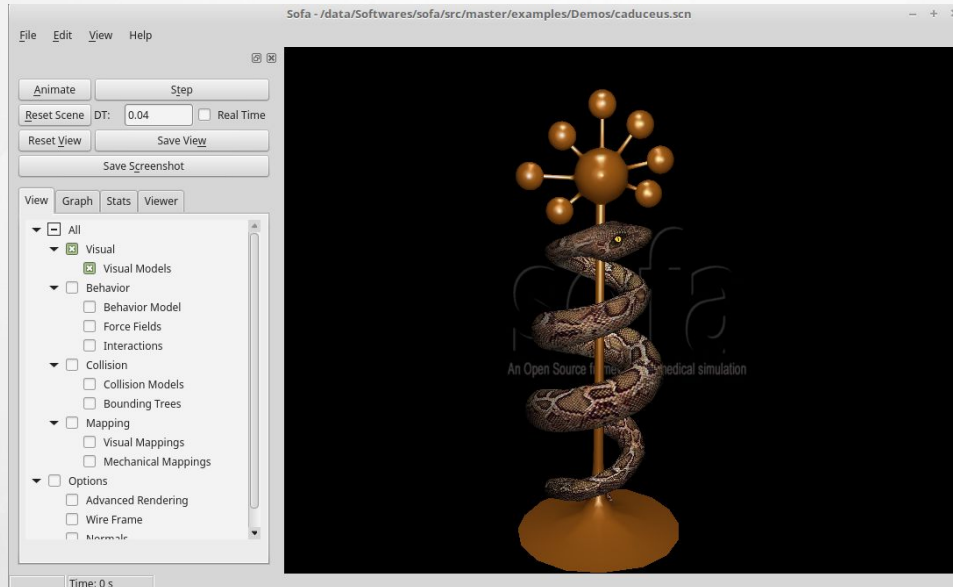 Sofa - /data/Softwares/sofa/src/master/examples/Demos/caduceus.scn
File Edit View Help
Animate Step
Reset Scene DT: 0.04 Real Time
Reset View Save View
Save Screenshot
View Graph Stats Viewer
All
Visual
Visual Models
Behavior
Behavior Model
Force Fields
Interactions
Collision
Collision Models
Bounding Trees
Mapping
Visual Mappings
Mechanical Mappings
Options
Advanced Rendering
Wire Frame
Normals
sofa
An Open Source medical simulation
Time: 0 s